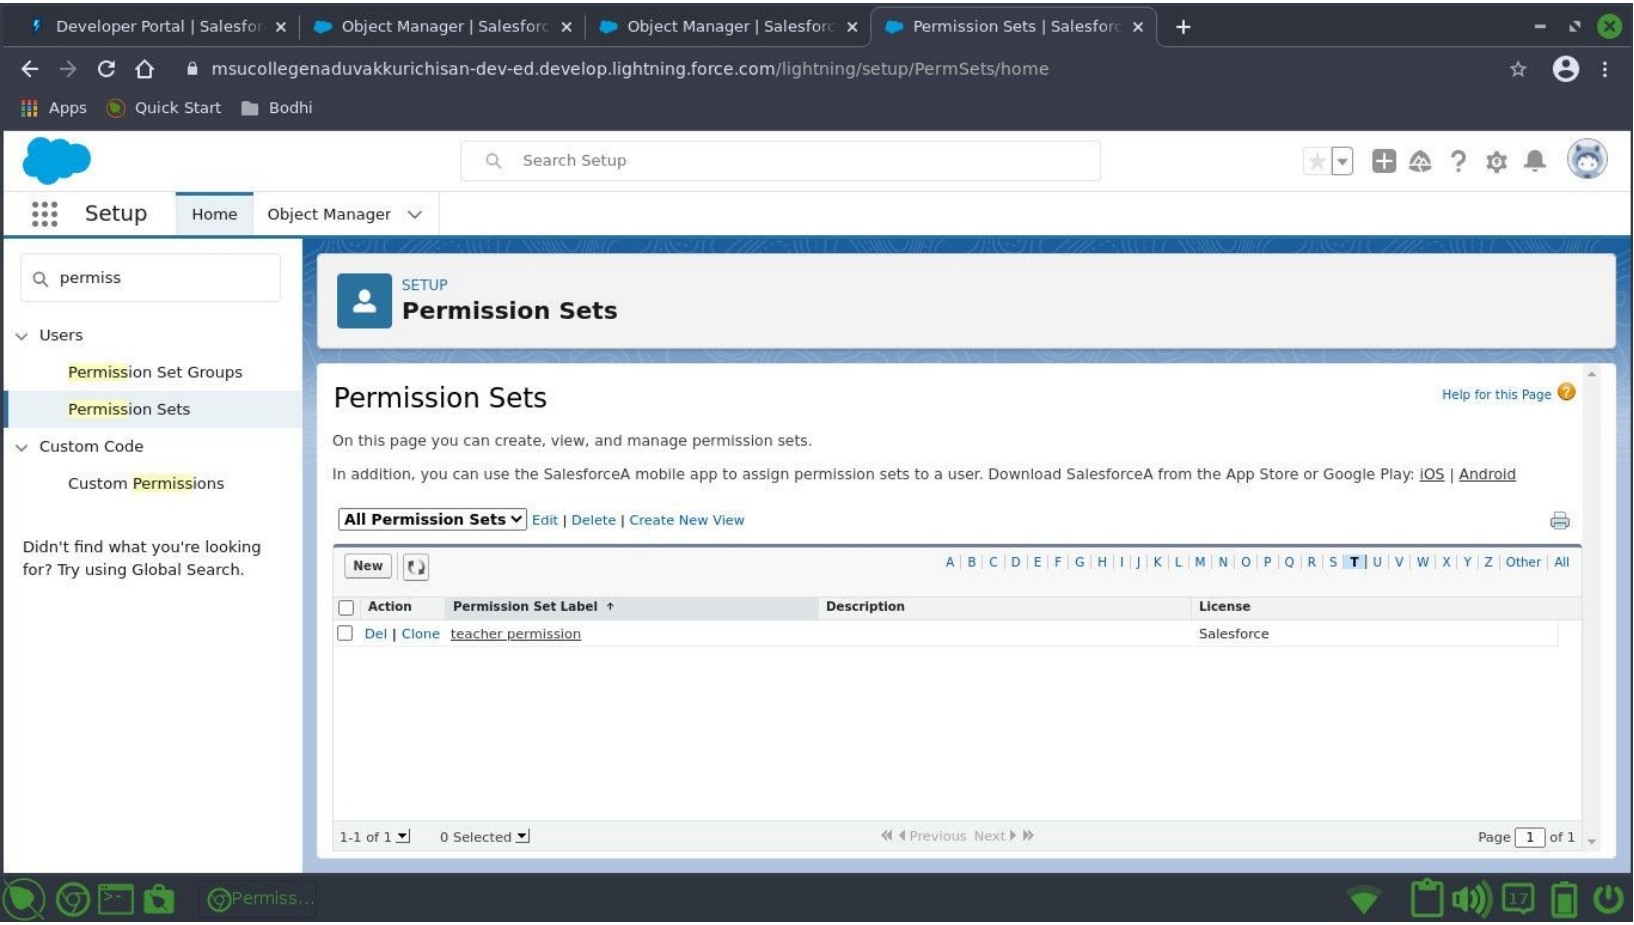 Developer Portal | Salesfor
Object Manager | Salesforc
Object Manager | Salesforc
Permission Sets | Salesforc
msucollegenaduvakkurichisan-dev-ed.develop.lightning.force.com/lightning/setup/PermSets/home
Apps Quick Start Bodhi
Search Setup
Setup Home Object Manager
permiss
Users
Permission Set Groups
Permission Sets
Custom Code
Custom Permissions
Didn't find what you're looking
for? Try using Global Search.
SETUP
Permission Sets
Permission Sets
Help for this Page
On this page you can create, view, and manage permission sets.
In addition, you can use the SalesforceA mobile app to assign permission sets to a user. Download SalesforceA from the App Store or Google Play: iOS | Android
All Permission Sets Edit | Delete | Create New View
New
A | B | C | D | E | F | G | H | I | J | K | L | M | N | O | P | Q | R | S | T | U | V | W | X | Y | Z | Other | All
Action Permission Set Label ↑ Description License
Del | Clone teacher permission Salesforce
1-1 of 1 0 Selected Previous Next Page 1 of 1
Permiss...
17